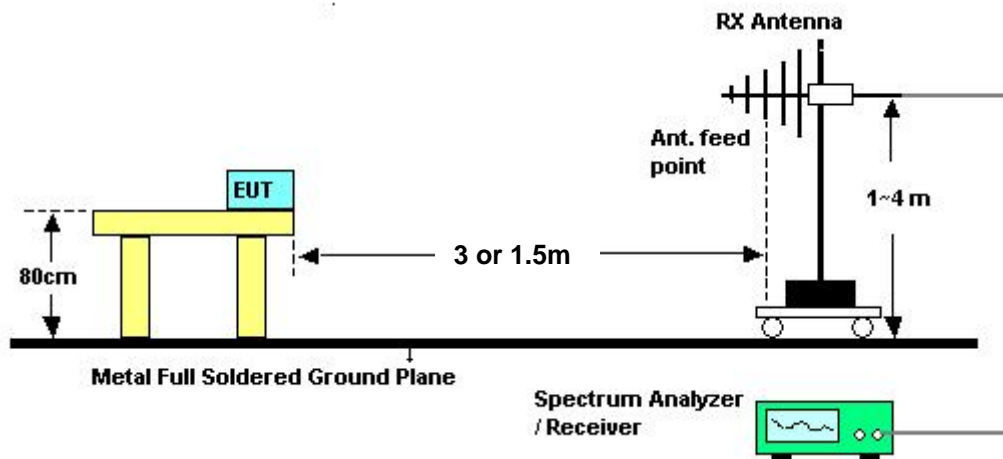 RX Antenna
Ant. feed
point
EUT
1~4 m
3 or 1.5m
80cm
Metal Full Soldered Ground Plane
Spectrum Analyzer
/ Receiver